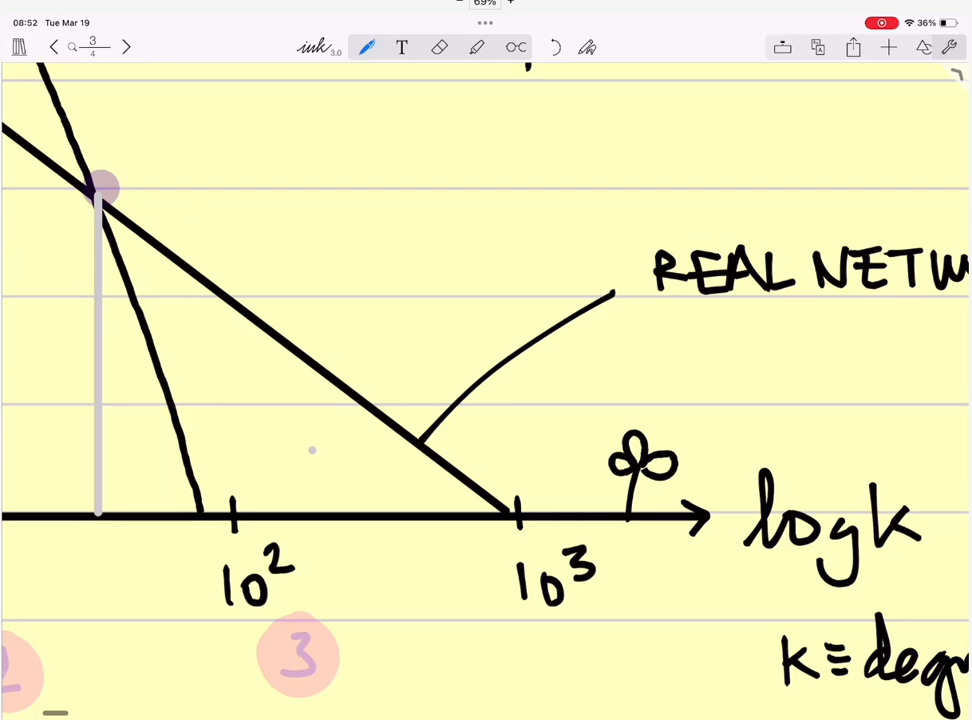 69%
08:52 Tue Mar 19
36%
3
4
ink 3.0
T
REAL NETW
log k
10²
10³
3
k ≡ degr